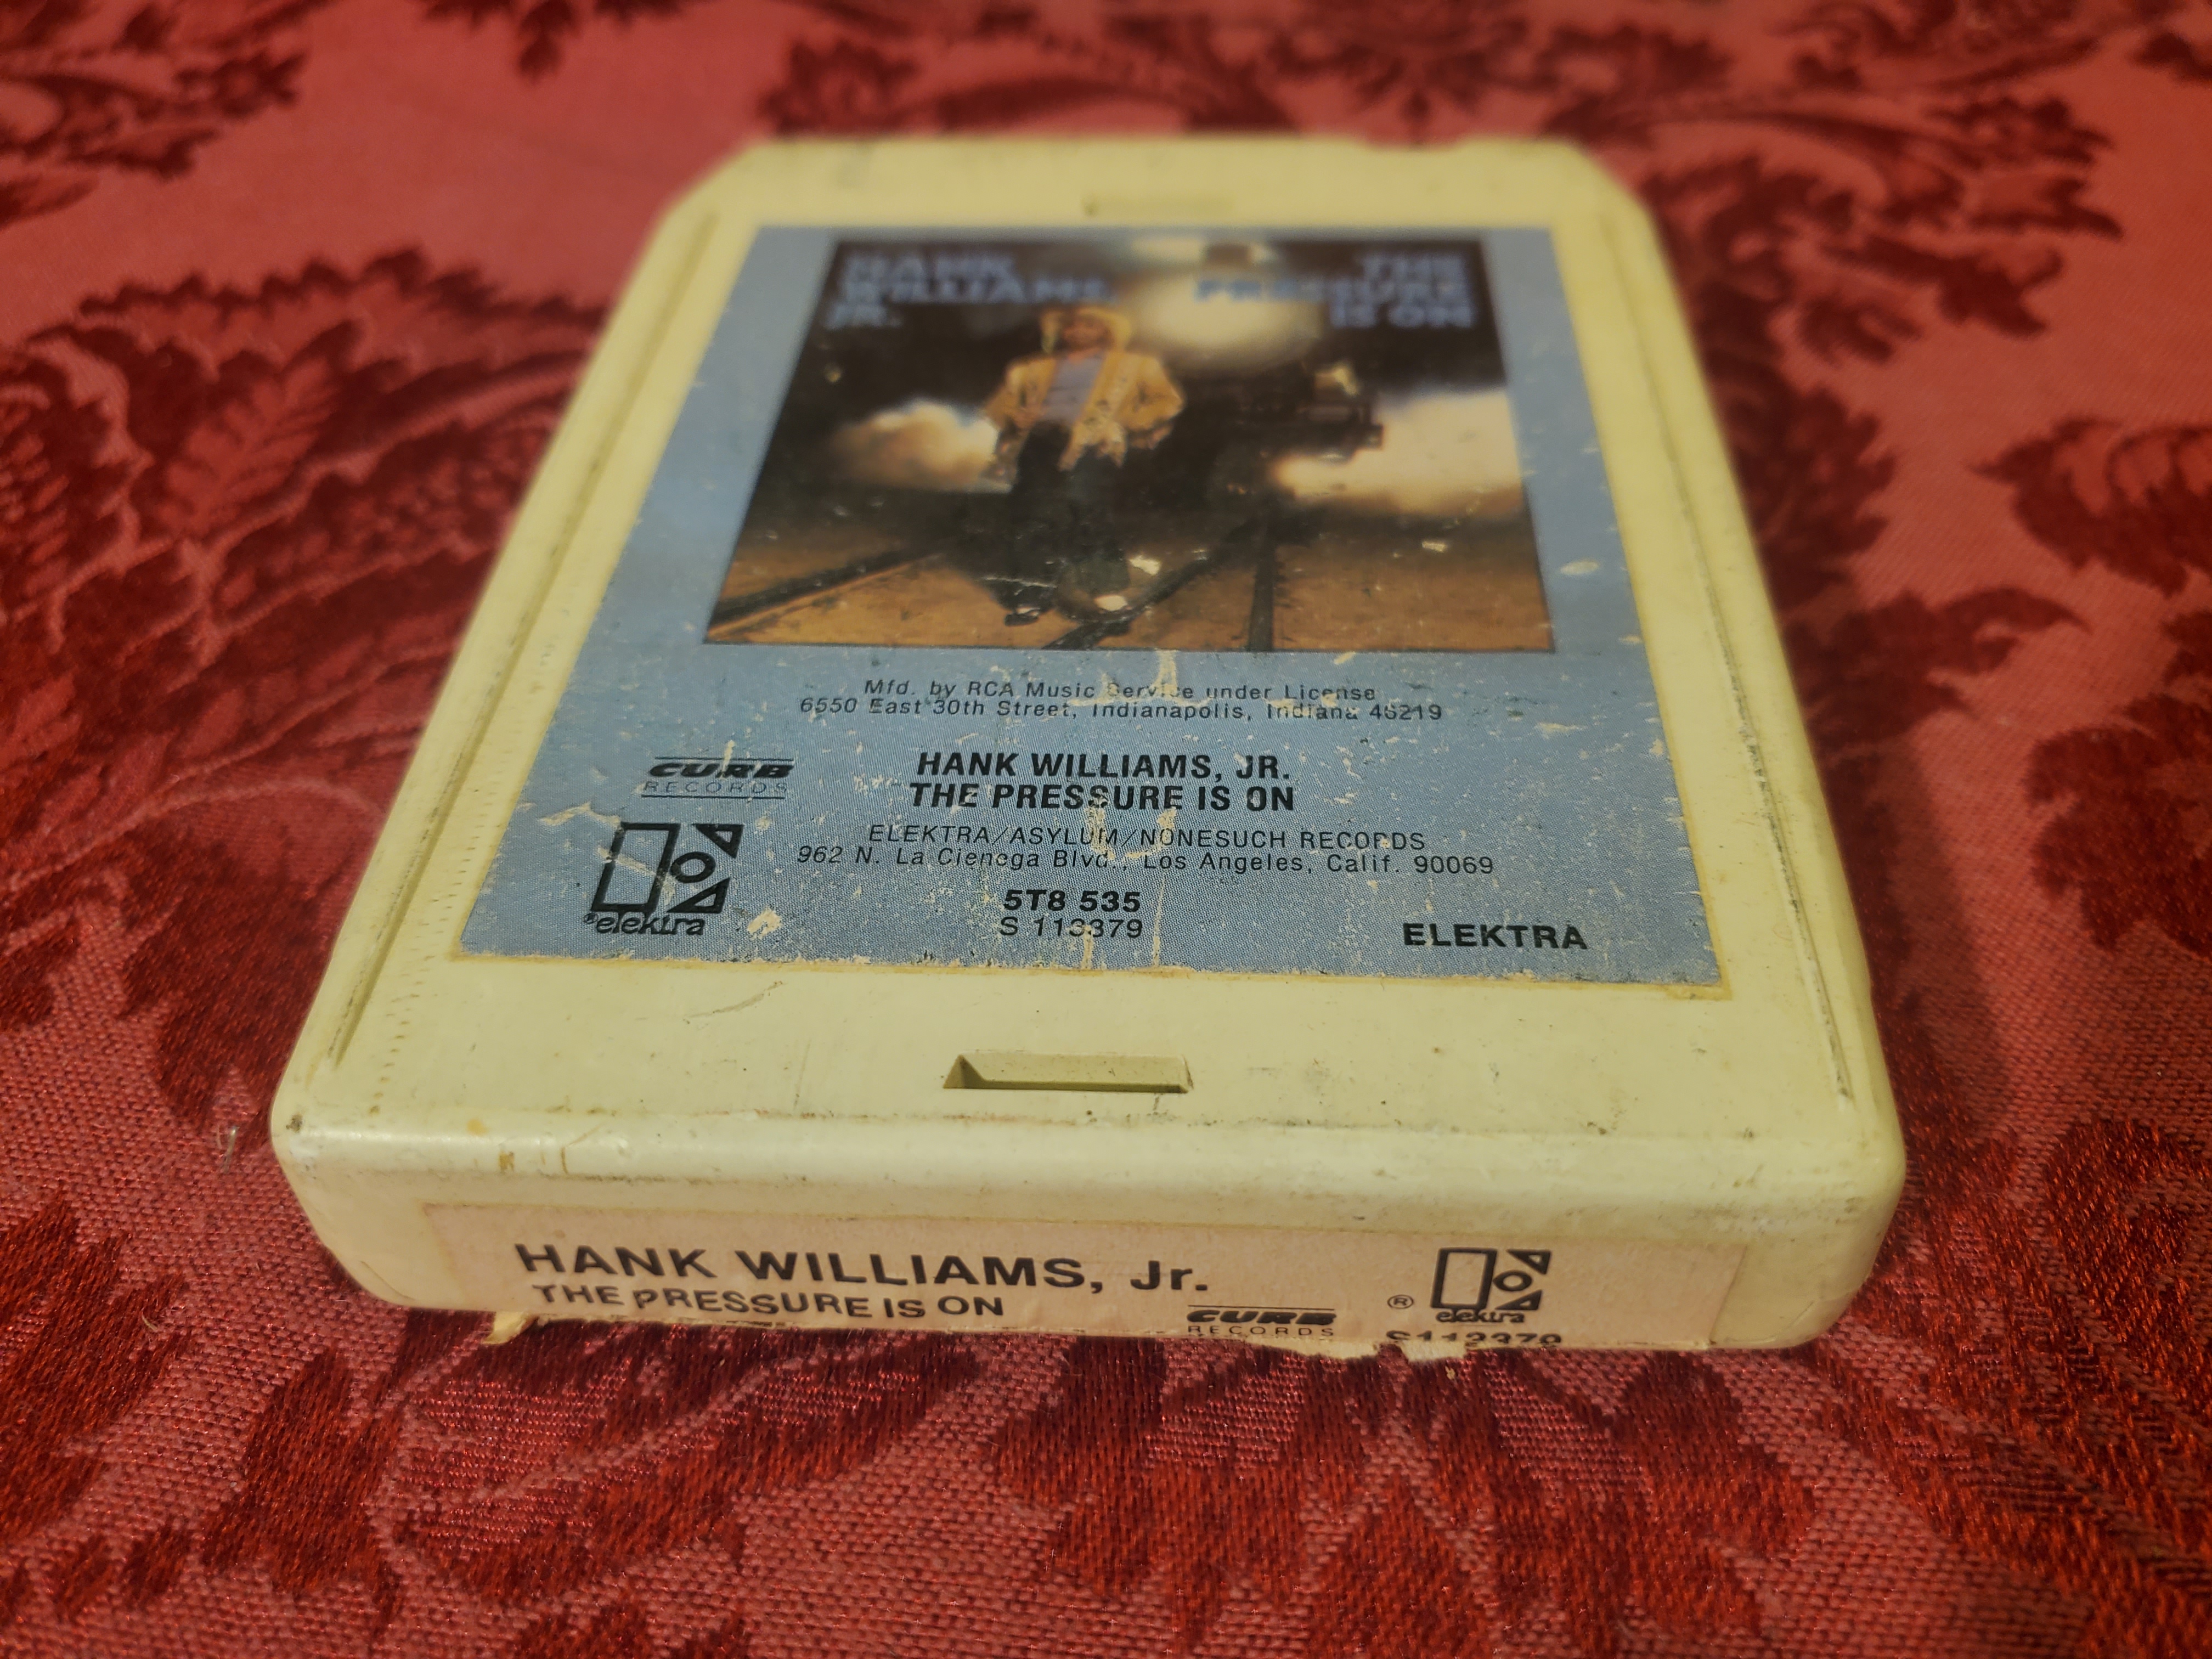 HANK
WILLIAMS,
JR.
THE
PRESSURE
IS ON
Mfd. by RCA Music Service under License
6550 East 30th Street, Indianapolis, Indiana 46219
CURB
RECORDS
HANK WILLIAMS, JR.
THE PRESSURE IS ON
ELEKTRA/ASYLUM/NONESUCH RECORDS
962 N. La Cienega Blvd., Los Angeles, Calif. 90069
® elektra
5T8 535
S 113379
ELEKTRA
HANK WILLIAMS, Jr.
THE PRESSURE IS ON
CURB
RECORDS
® elektra
S113379